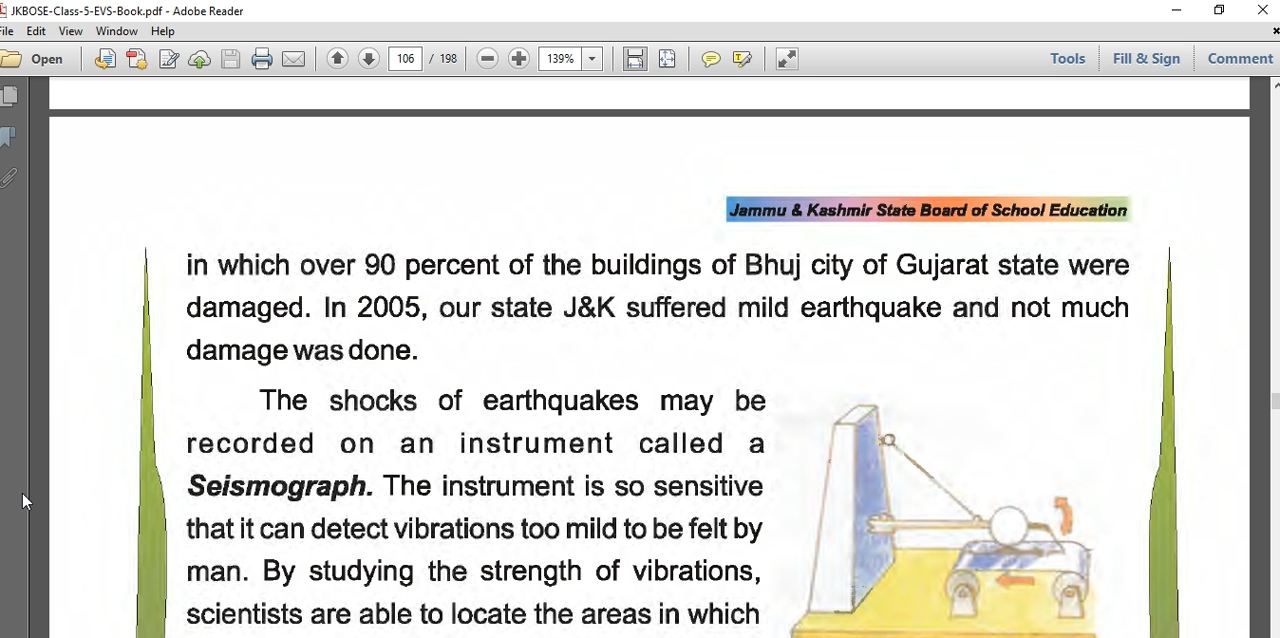 JKBOSE-Class-5-EVS-Book.pdf - Adobe Reader
File Edit View Window Help
Open 106 / 198 139% Tools Fill & Sign Comment
Jammu & Kashmir State Board of School Education
in which over 90 percent of the buildings of Bhuj city of Gujarat state were
damaged. In 2005, our state J&K suffered mild earthquake and not much
damage was done.
The shocks of earthquakes may be
recorded on an instrument called a
Seismograph. The instrument is so sensitive
that it can detect vibrations too mild to be felt by
man. By studying the strength of vibrations,
scientists are able to locate the areas in which